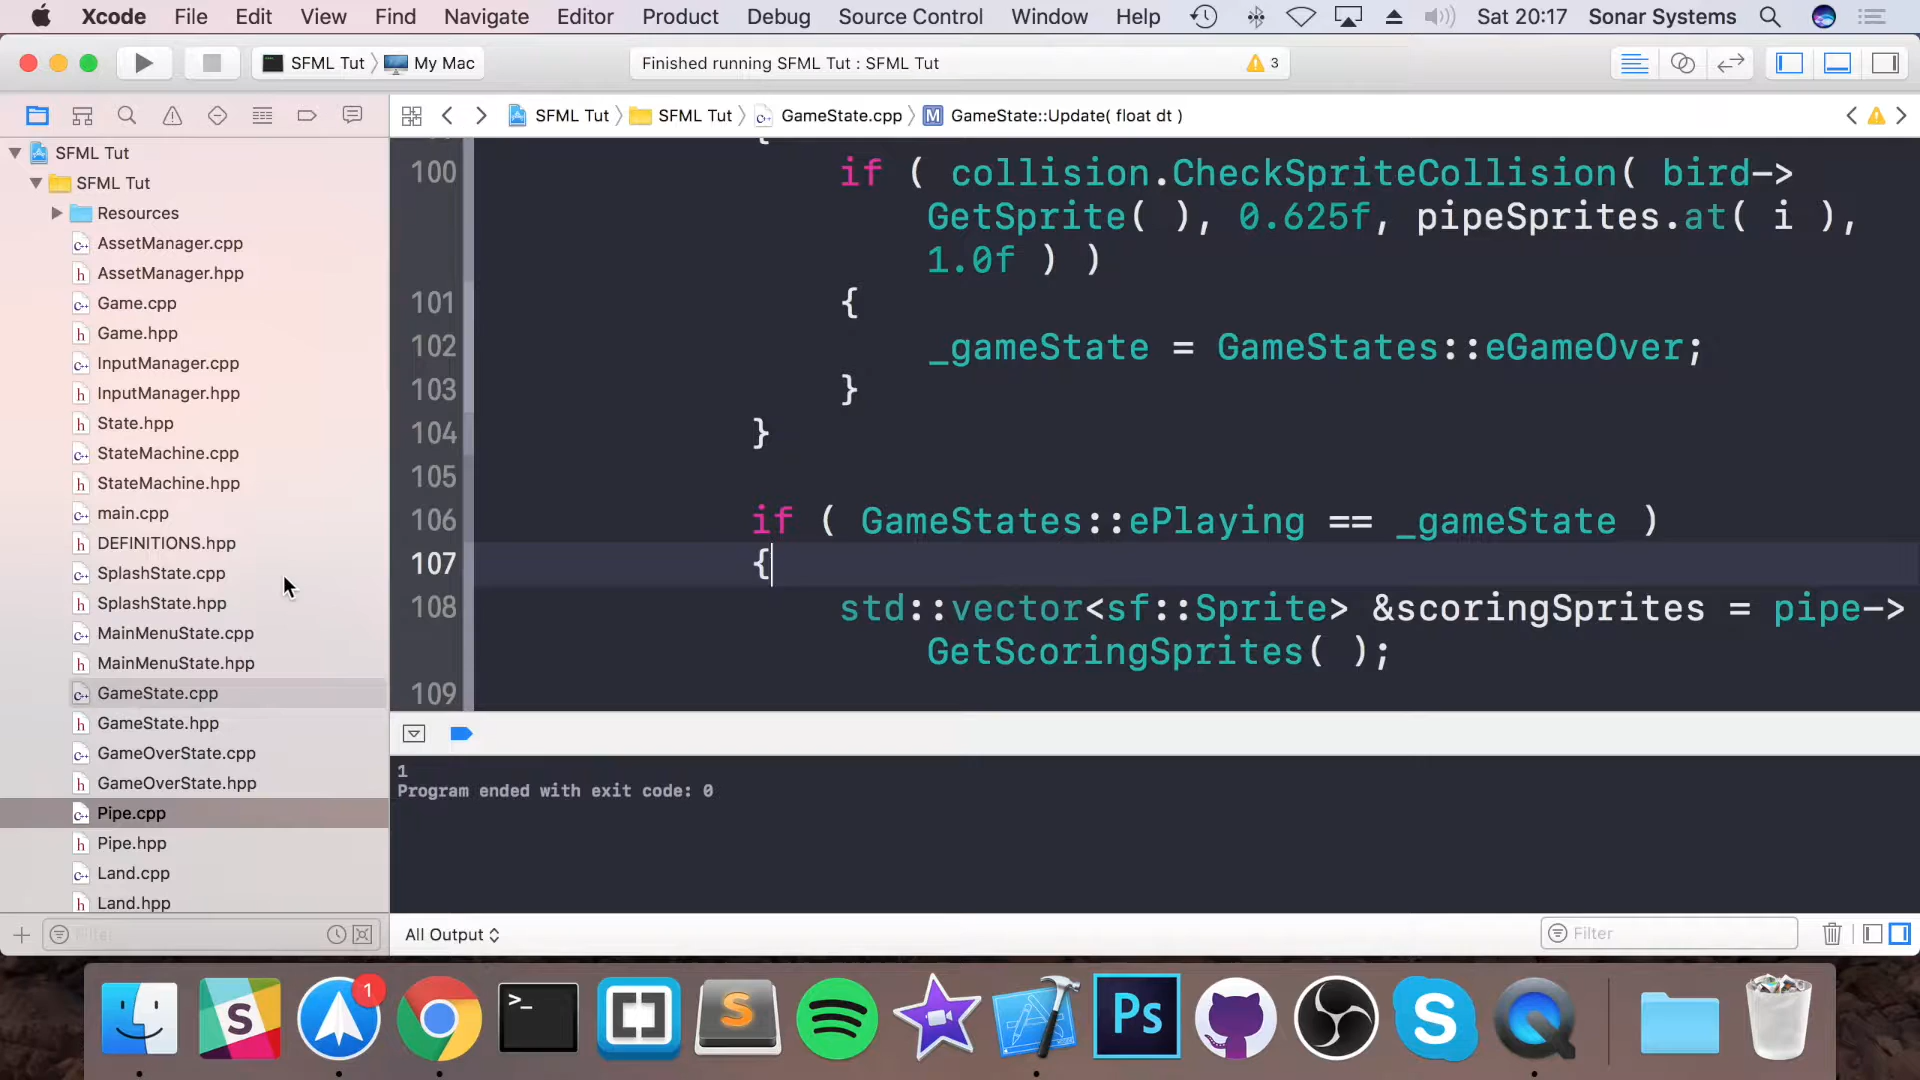 Xcode File Edit View Find Navigate Editor Product Debug Source Control Window Help Sat 20:17 Sonar Systems
SFML Tut My Mac Finished running SFML Tut : SFML Tut 3
SFML Tut SFML Tut GameState.cpp M GameState::Update( float dt )
SFML Tut
SFML Tut
Resources
AssetManager.cpp
AssetManager.hpp
Game.cpp
Game.hpp
InputManager.cpp
InputManager.hpp
State.hpp
StateMachine.cpp
StateMachine.hpp
main.cpp
DEFINITIONS.hpp
SplashState.cpp
SplashState.hpp
MainMenuState.cpp
MainMenuState.hpp
GameState.cpp
GameState.hpp
GameOverState.cpp
GameOverState.hpp
Pipe.cpp
Pipe.hpp
Land.cpp
Land.hpp
Filter
100 if ( collision.CheckSpriteCollision( bird->
GetSprite( ), 0.625f, pipeSprites.at( i ),
1.0f ) )
101 {
102 _gameState = GameStates::eGameOver;
103 }
104 }
105
106 if ( GameStates::ePlaying == _gameState )
107 {
108 std::vector<sf::Sprite> &scoringSprites = pipe->
GetScoringSprites( );
109
1
Program ended with exit code: 0
All Output Filter
1
S
>_
S
Ps
S